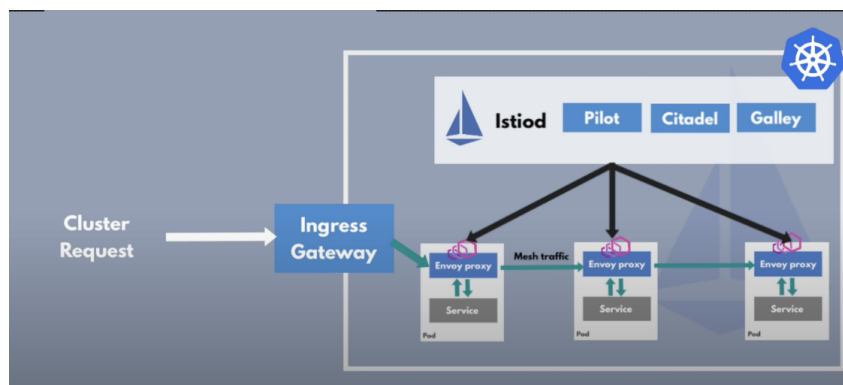 Istiod
Pilot
Citadel
Galley
Cluster
Request
Ingress
Gateway
Envoy proxy
Mesh traffic
Envoy proxy
Envoy proxy
Service
Service
Service
Pod
Pod
Pod